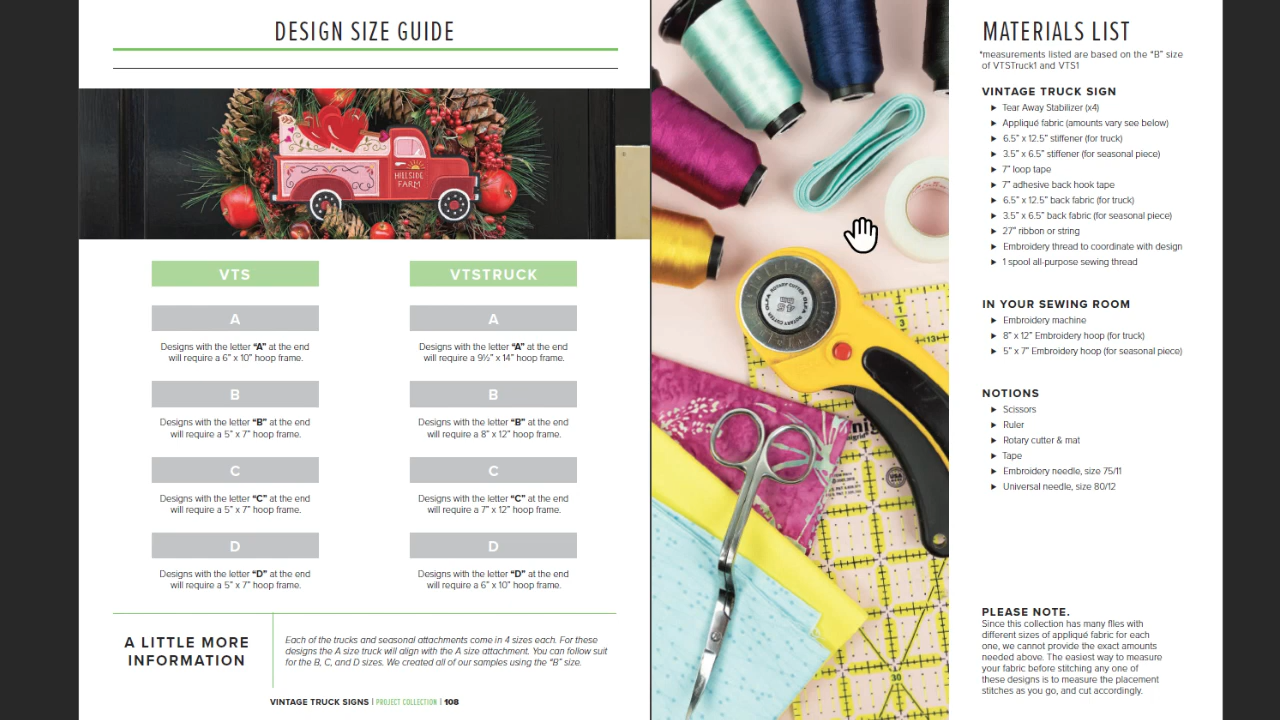 DESIGN SIZE GUIDE
HILLSIDE
FARM
VTS
A
Designs with the letter “A” at the end
will require a 6” x 10” hoop frame.
B
Designs with the letter “B” at the end
will require a 5” x 7” hoop frame.
C
Designs with the letter “C” at the end
will require a 5” x 7” hoop frame.
D
Designs with the letter “D” at the end
will require a 5” x 7” hoop frame.
VTSTRUCK
A
Designs with the letter “A” at the end
will require a 9½” x 14” hoop frame.
B
Designs with the letter “B” at the end
will require a 8” x 12” hoop frame.
C
Designs with the letter “C” at the end
will require a 7” x 12” hoop frame.
D
Designs with the letter “D” at the end
will require a 6” x 10” hoop frame.
A LITTLE MORE
INFORMATION
Each of the trucks and seasonal attachments come in 4 sizes each. For these
designs the A size truck will align with the A size attachment. You can follow suit
for the B, C, and D sizes. We created all of our samples using the “B” size.
VINTAGE TRUCK SIGNS | PROJECT COLLECTION | 108
OLFA ROTARY CUTTER
45
13
30
MATERIALS LIST
*measurements listed are based on the “B” size
of VTSTruck1 and VTS1
VINTAGE TRUCK SIGN
Tear Away Stabilizer (x4)
Appliqué fabric (amounts vary see below)
6.5” x 12.5” stiffener (for truck)
3.5” x 6.5” stiffener (for seasonal piece)
7” loop tape
7” adhesive back hook tape
6.5” x 12.5” back fabric (for truck)
3.5” x 6.5” back fabric (for seasonal piece)
27” ribbon or string
Embroidery thread to coordinate with design
1 spool all-purpose sewing thread
IN YOUR SEWING ROOM
Embroidery machine
8” x 12” Embroidery hoop (for truck)
5” x 7” Embroidery hoop (for seasonal piece)
NOTIONS
Scissors
Ruler
Rotary cutter & mat
Tape
Embroidery needle, size 75/11
Universal needle, size 80/12
PLEASE NOTE.
Since this collection has many files with
different sizes of appliqué fabric for each
one, we cannot provide the exact amounts
needed above. The easiest way to measure
your fabric before stitching any one of
these designs is to measure the placement
stitches as you go, and cut accordingly.